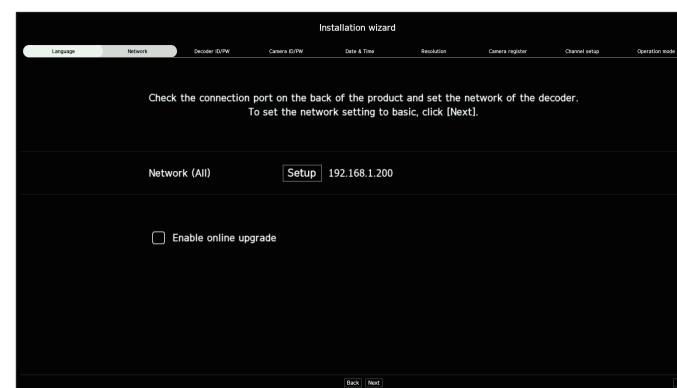 Installation wizard
Language Network Decoder ID/PW Camera ID/PW Date & Time Resolution Camera register Channel setup Operation mode
Check the connection port on the back of the product and set the network of the decoder.
To set the network setting to basic, click [Next].
Network (All) Setup 192.168.1.200
Enable online upgrade
Back Next